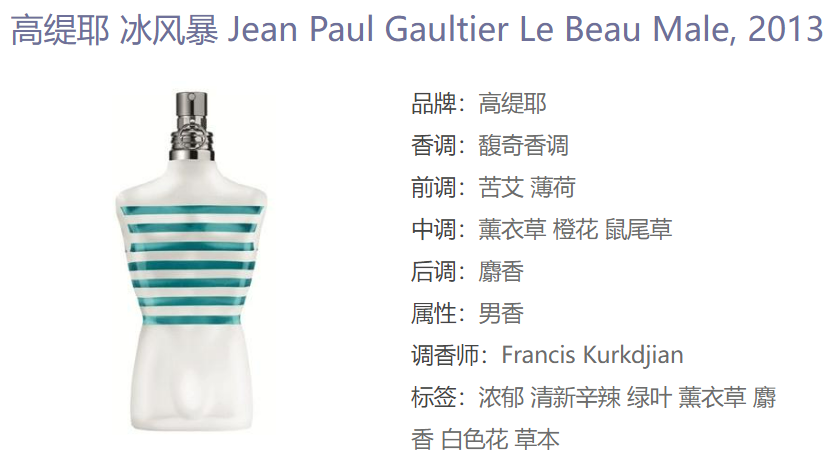 高缇耶 冰风暴 Jean Paul Gaultier Le Beau Male, 2013
品牌：高缇耶
香调：馥奇香调
前调：苦艾 薄荷
中调：薰衣草 橙花 鼠尾草
后调：麝香
属性：男香
调香师：Francis Kurkdjian
标签：浓郁 清新辛辣 绿叶 薰衣草 麝
香 白色花 草本